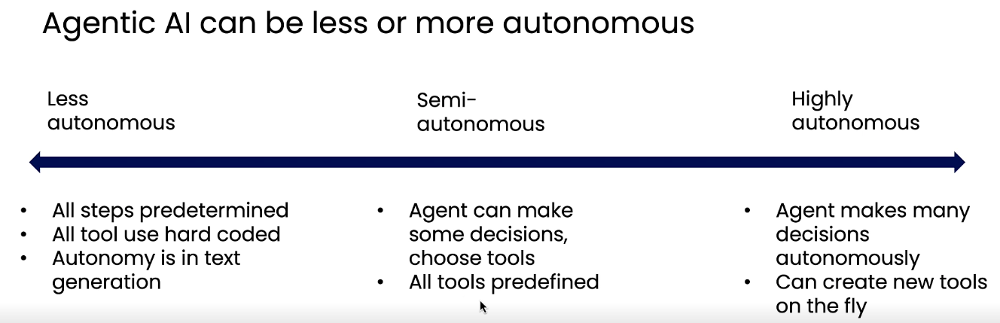 Agentic AI can be less or more autonomous
Less
autonomous
Semi-
autonomous
Highly
autonomous
• All steps predetermined
• All tool use hard coded
• Autonomy is in text
generation
• Agent can make
some decisions,
choose tools
• All tools predefined
• Agent makes many
decisions
autonomously
• Can create new tools
on the fly